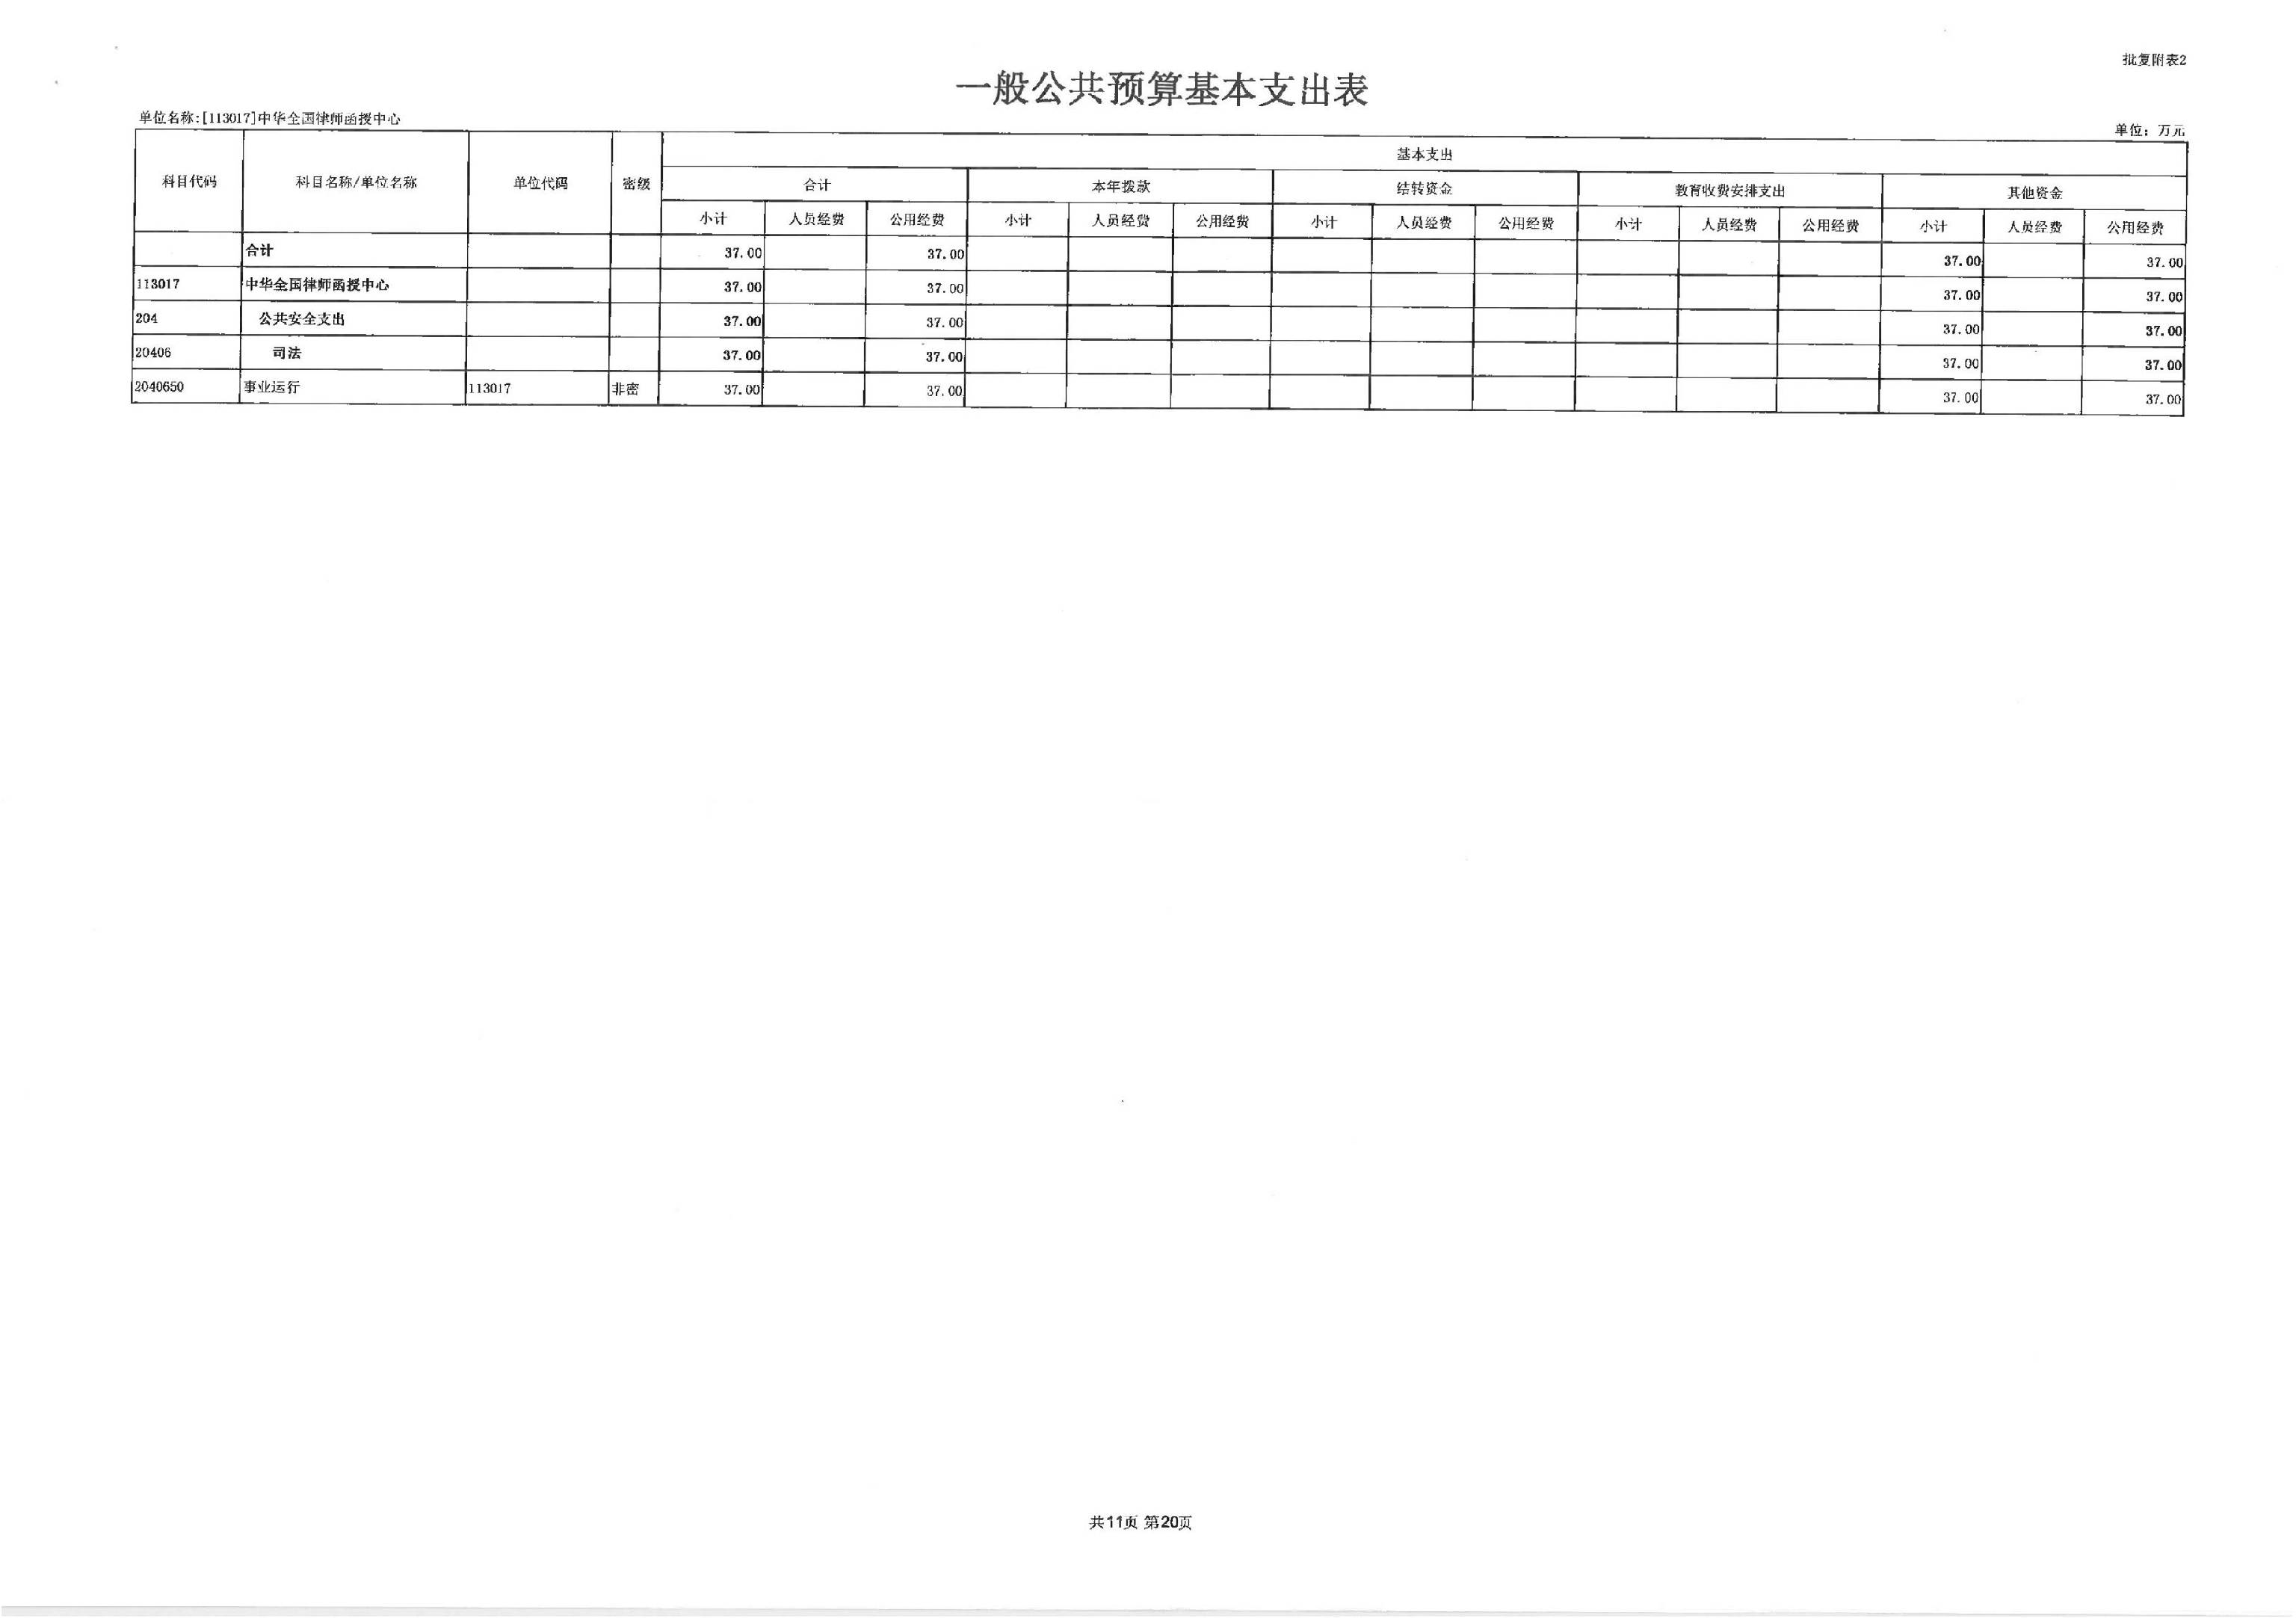 批复附表2
一般公共预算基本支出表
单位名称:[113017]中华全国律师函授中心
单位：万元
科目代码 科目名称/单位名称 单位代码 密级 基本支出
合计 本年拨款 结转资金 教育收费安排支出 其他资金
小计 人员经费 公用经费 小计 人员经费 公用经费 小计 人员经费 公用经费 小计 人员经费 公用经费 小计 人员经费 公用经费
合计 37.00 37.00 37.00 37.00
113017 中华全国律师函授中心 37.00 37.00 37.00 37.00
204 公共安全支出 37.00 37.00 37.00 37.00
20406 司法 37.00 37.00 37.00 37.00
2040650 事业运行 113017 非密 37.00 37.00 37.00 37.00
共11页 第20页